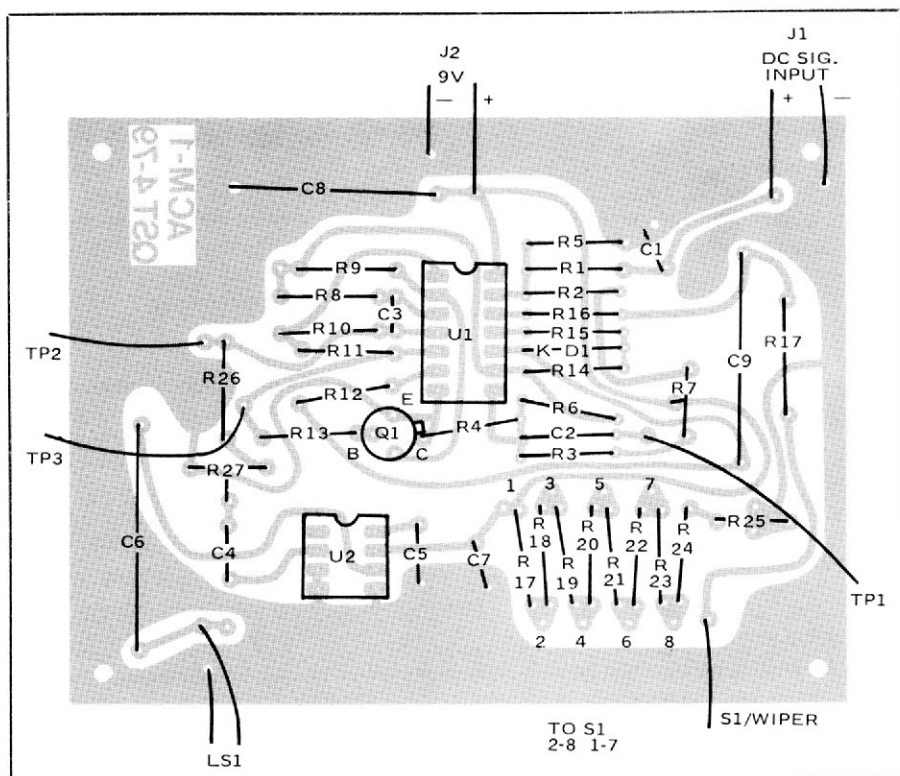 J2
9V
— +
J1
DC SIG.
INPUT
+ —
QST 4-79
ACM-1
C8
R5
C1
R9
R1
R8
R2
C3
R16
R10
U1
R15
R11
K-D1
R14
TP2
R26
R12
E
R6
R7
C9
R17
R13
Q1
R4
C2
B
C
R3
TP3
R27
1
3
5
7
C6
C4
U2
C5
C7
R
17
R
18
R
19
R
20
R
21
R
22
R
23
R
24
R25
TP1
2
4
6
8
S1/WIPER
TO S1
2-8 1-7
LS1